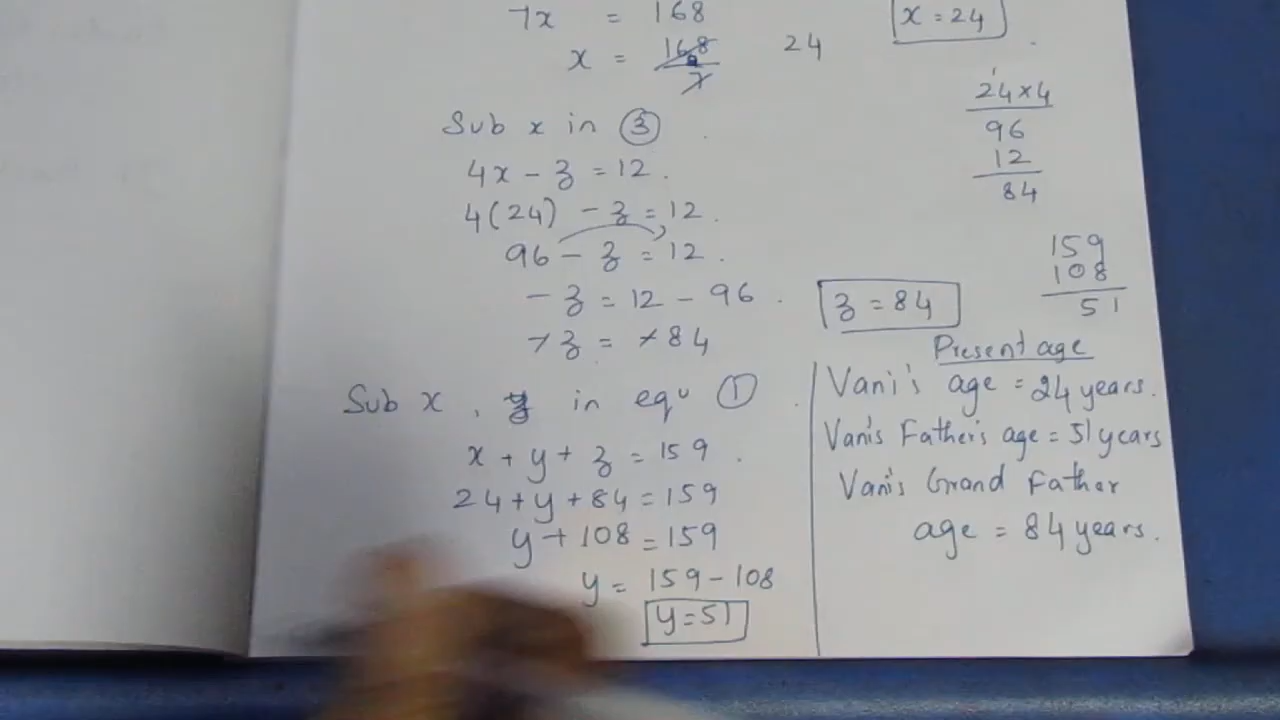 7x = 168
x = 168/7 24
x = 24
Sub x in ③
4x - z = 12.
4(24) - z = 12.
96 - z = 12.
- z = 12 - 96.
- z = - 84
z = 84
24x4
96
12
84
159
108
51
Sub x, z in equ ①
x + y + z = 159.
24 + y + 84 = 159
y + 108 = 159
y = 159 - 108
y = 51
Present age
Vani's age = 24 years.
Vani's Father's age = 51 years
Vani's Grand Father
age = 84 years.